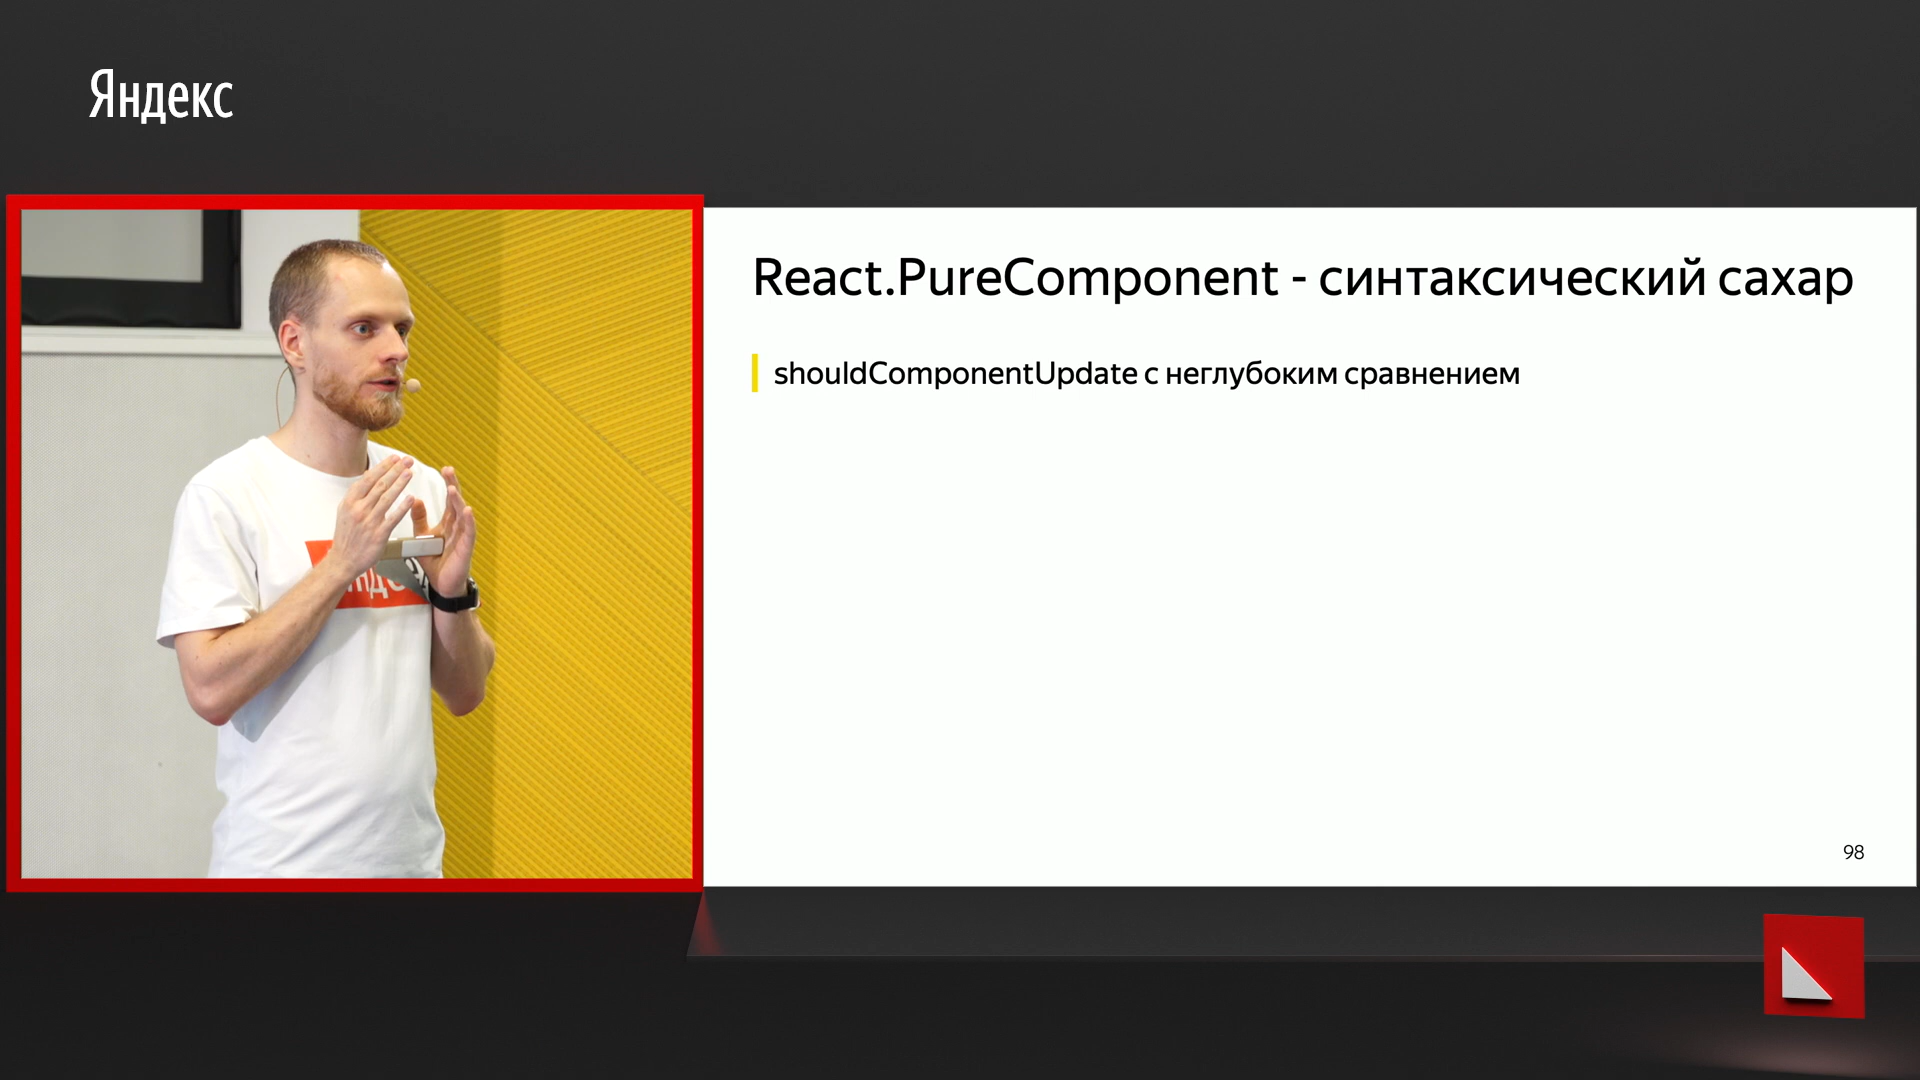 Яндекс
React.PureComponent - синтаксический сахар
shouldComponentUpdate с неглубоким сравнением
98